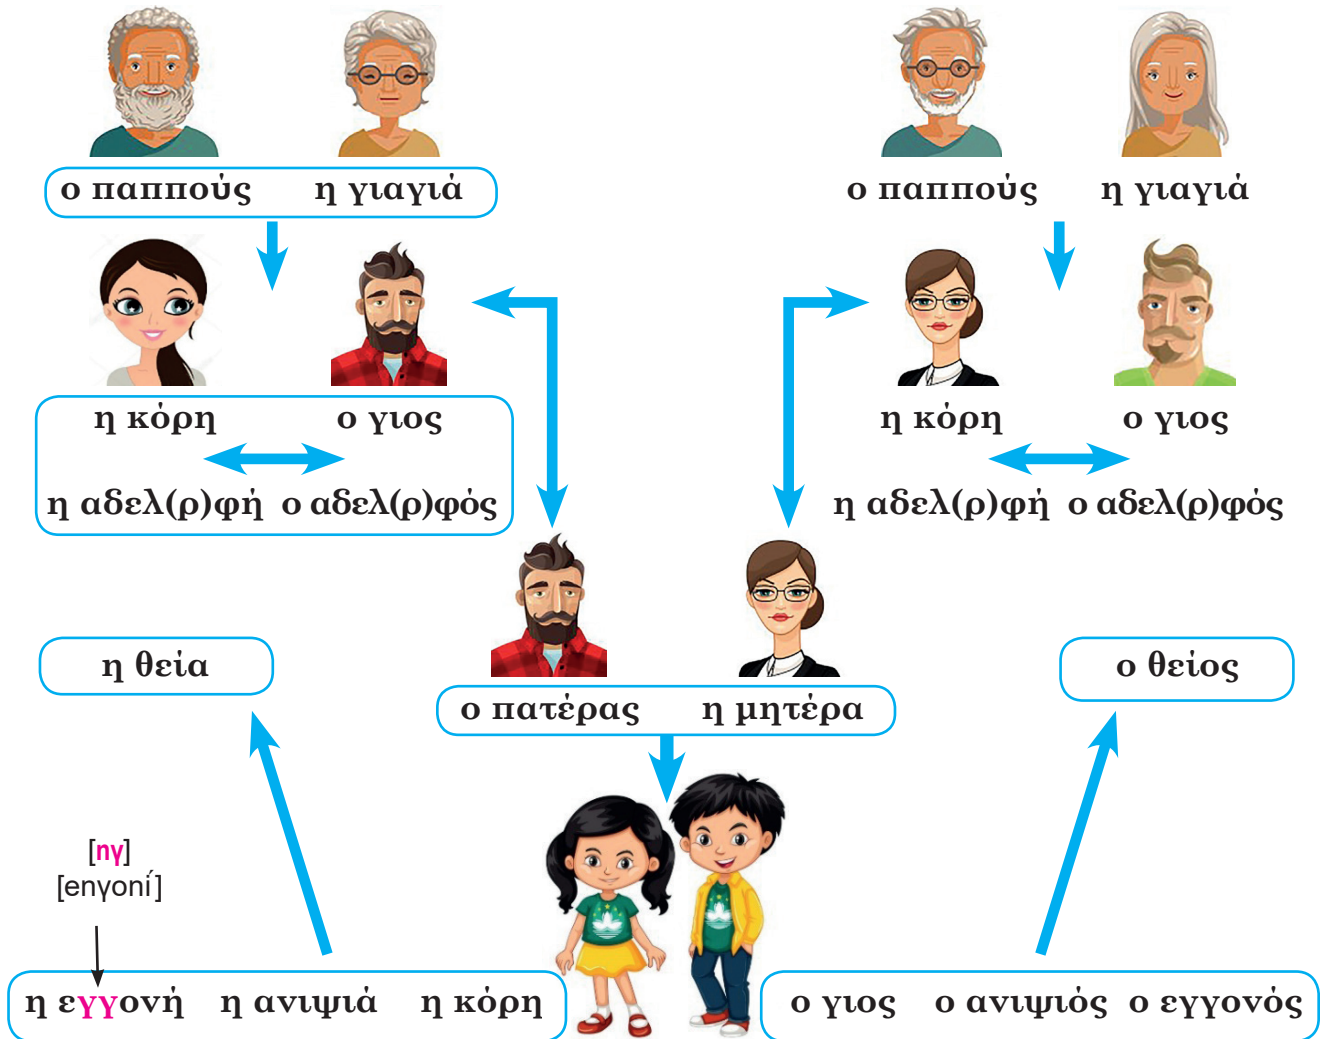 ο παππούς η γιαγιά
ο παππούς η γιαγιά
η κόρη ο γιος
η κόρη ο γιος
η αδελ(ρ)φή ο αδελ(ρ)φός
η αδελ(ρ)φή ο αδελ(ρ)φός
η θεία
ο θείος
ο πατέρας η μητέρα
[nγ]
[enγoní]
η εγγονή η ανιψιά η κόρη
ο γιος ο ανιψιός ο εγγονός